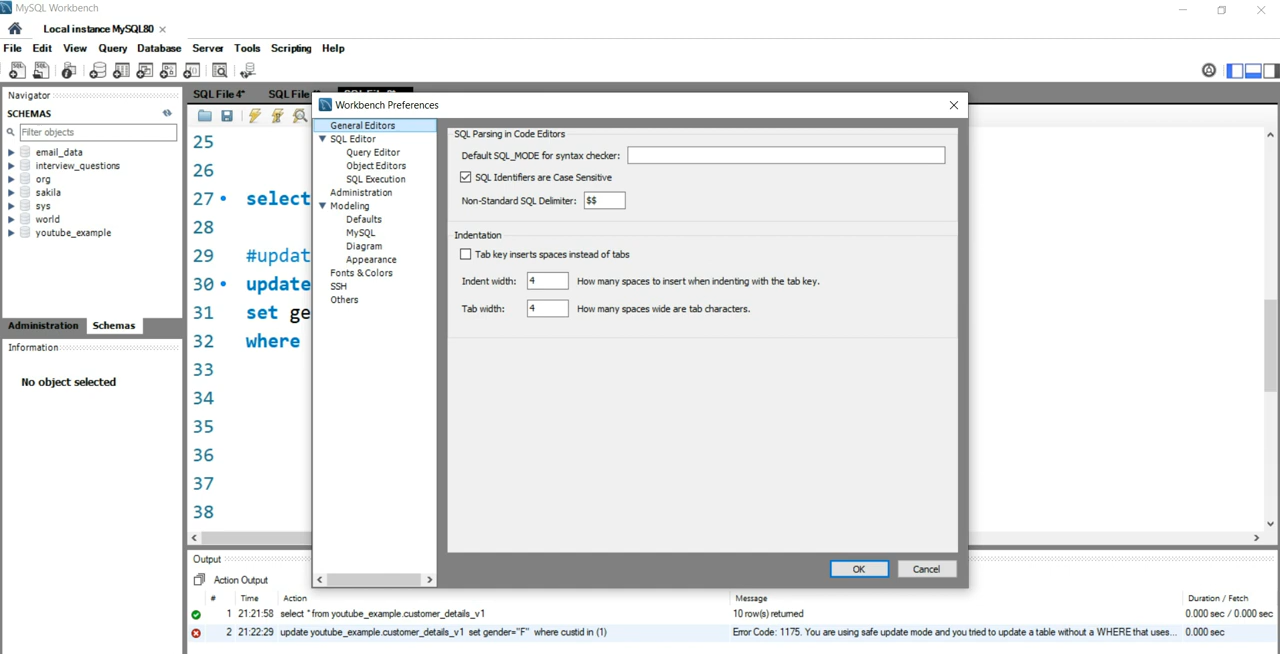 MySQL Workbench
Local instance MySQL80
File Edit View Query Database Server Tools Scripting Help
Navigator
SCHEMAS
Filter objects
email_data
interview_questions
org
sakila
sys
world
youtube_example
Administration Schemas
Information
No object selected
SQL File 4* SQL File
25
26
27 select
28
29 #updat
30 update
31 set ge
32 where
33
34
35
36
37
38
Workbench Preferences
General Editors
SQL Editor
Query Editor
Object Editors
SQL Execution
Administration
Modeling
Defaults
MySQL
Diagram
Appearance
Fonts & Colors
SSH
Others
SQL Parsing in Code Editors
Default SQL_MODE for syntax checker:
SQL Identifiers are Case Sensitive
Non-Standard SQL Delimiter: $$
Indentation
Tab key inserts spaces instead of tabs
Indent width: 4 How many spaces to insert when indenting with the tab key.
Tab width: 4 How many spaces wide are tab characters.
OK Cancel
Output
Action Output
# Time Action Message Duration / Fetch
1 21:21:58 select * from youtube_example.customer_details_v1 10 row(s) returned 0.000 sec / 0.000 sec
2 21:22:29 update youtube_example.customer_details_v1 set gender="F" where custid in (1) Error Code: 1175. You are using safe update mode and you tried to update a table without a WHERE that uses... 0.000 sec